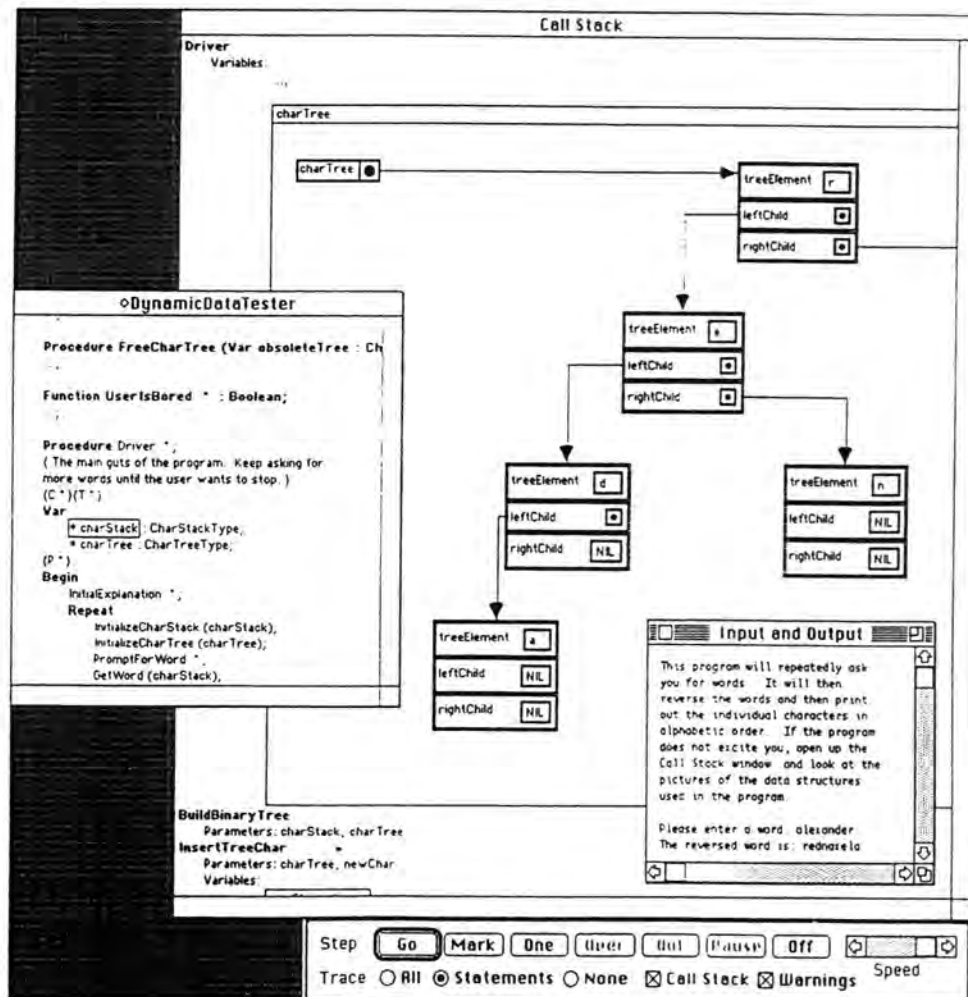 Call Stack
Driver
Variables:
...
charTree
charTree
treeElement r
leftChild
rightChild
treeElement e
leftChild
rightChild
treeElement d
leftChild
rightChild NIL
treeElement n
leftChild NIL
rightChild NIL
treeElement a
leftChild NIL
rightChild NIL
BuildBinaryTree
Parameters: charStack, charTree
InsertTreeChar
Parameters: charTree, newChar
Variables:
◇DynamicDataTester
Procedure FreeCharTree (Var obsoleteTree : Ch
Function UserIsBored * : Boolean;
Procedure Driver *;
( The main guts of the program. Keep asking for
more words until the user wants to stop. )
(C *)(T *)
Var
* charStack : CharStackType;
* charTree : CharTreeType;
(P *)
Begin
InitialExplanation *;
Repeat
InitializeCharStack (charStack);
InitializeCharTree (charTree);
PromptForWord *;
GetWord (charStack);
Input and Output
This program will repeatedly ask
you for words. It will then
reverse the words and then print
out the individual characters in
alphabetic order. If the program
does not excite you, open up the
Call Stack window and look at the
pictures of the data structures
used in the program.
Please enter a word: alexander
The reversed word is: rednaxela
Step Go Mark One Over Out Pause Off
Trace All Statements None Call Stack Warnings Speed